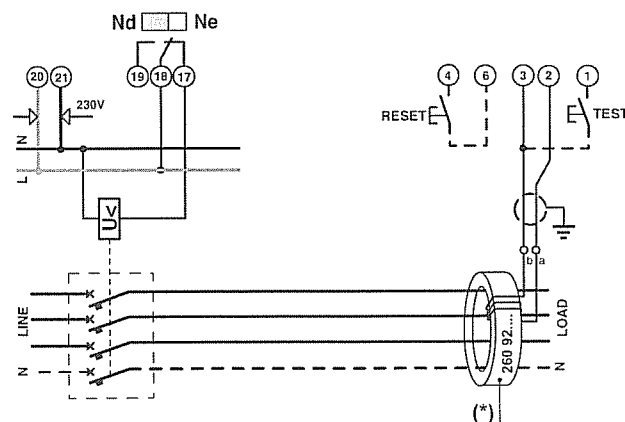 Nd Ne
20 21 19 18 17 4 6 3 2 1
230V
RESET
TEST
N
L
U
b a
LINE
N
260 92.....
LOAD
N
(*)